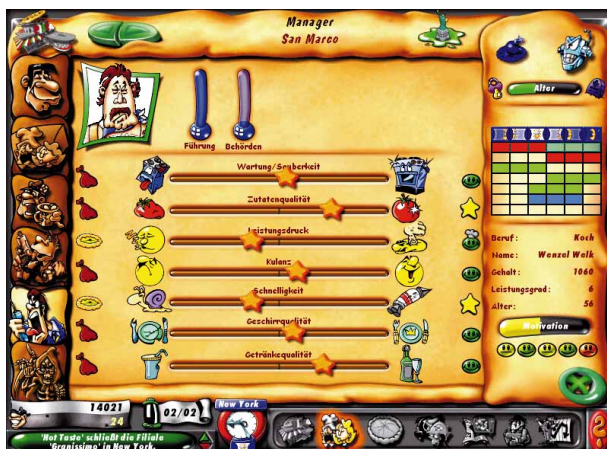 Manager
San Marco
Führung
Behörden
Wartung/Sauberkeit
Zutatenqualität
Leistungsdruck
Kulanz
Schnelligkeit
Geschirrqualität
Getränkequalität
Alter
Beruf: Koch
Name: Wenzel Welk
Gehalt: 1060
Leistungsgrad: 6
Alter: 56
Motivation
14021
.24
02/02
New York
'Hot Taste' schließt die Filiale
'Granissimo' in New York.
2